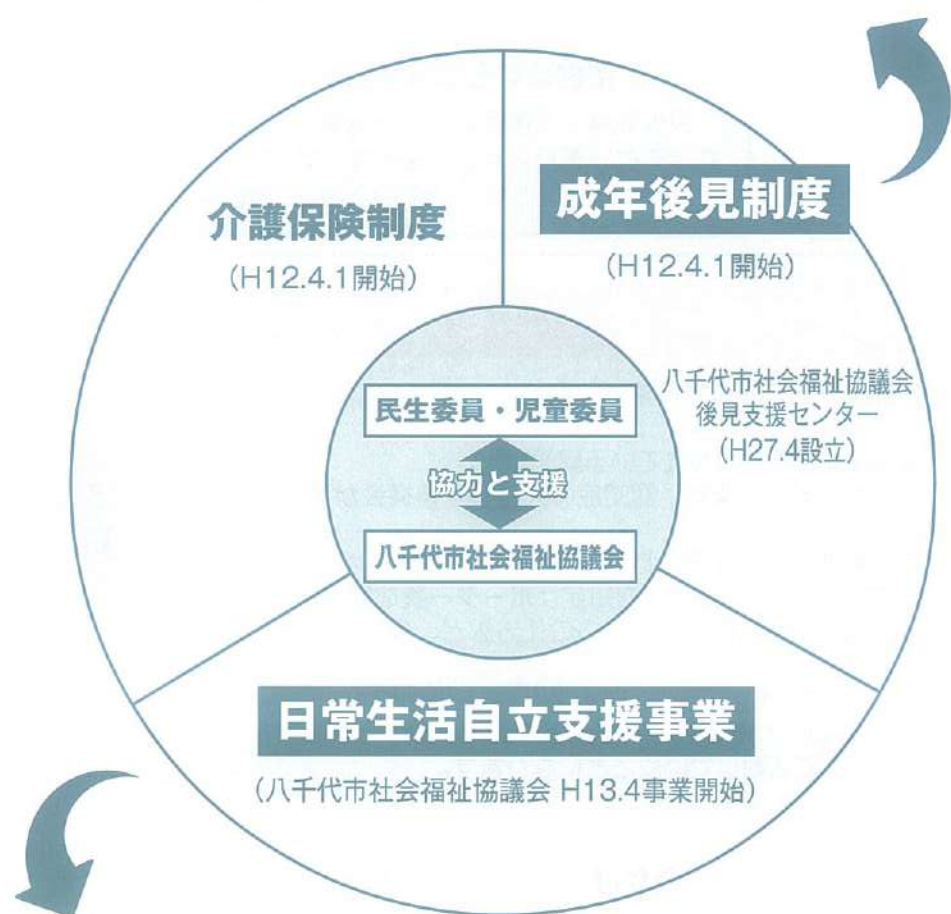 介護保険制度
（H12.4.1開始）
成年後見制度
（H12.4.1開始）
八千代市社会福祉協議会
後見支援センター
（H27.4設立）
民生委員・児童委員
協力と支援
八千代市社会福祉協議会
日常生活自立支援事業
（八千代市社会福祉協議会 H13.4事業開始）